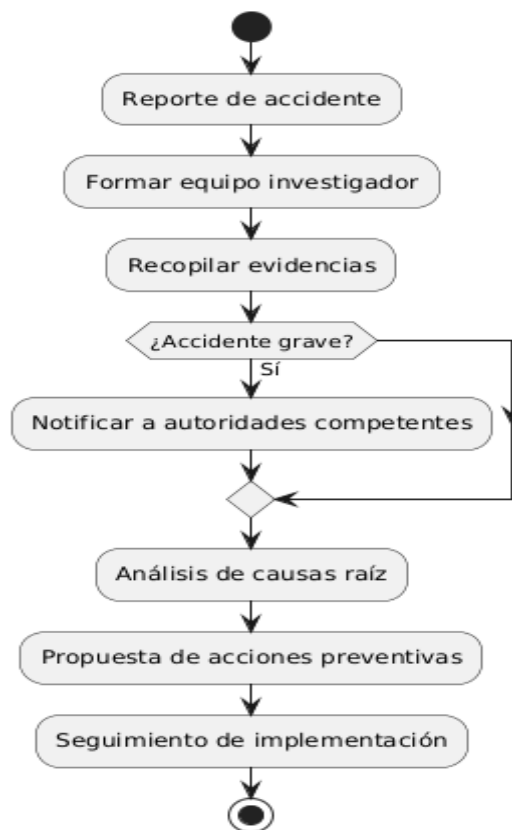 Reporte de accidente
Formar equipo investigador
Recopilar evidencias
¿Accidente grave?
Sí
Notificar a autoridades competentes
Análisis de causas raíz
Propuesta de acciones preventivas
Seguimiento de implementación